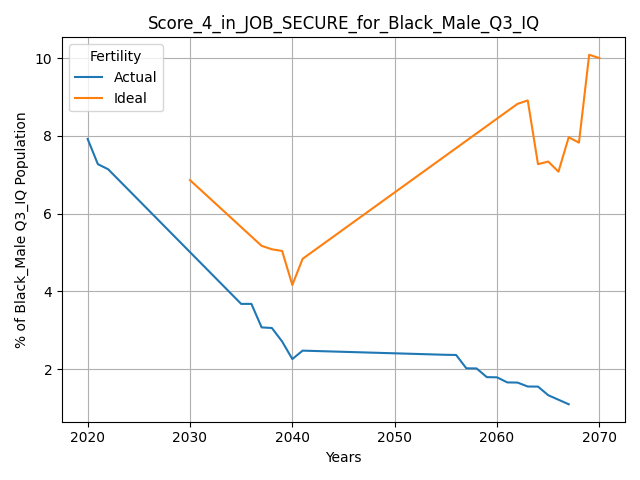 Score_4_in_JOB_SECURE_for_Black_Male_Q3_IQ
Fertility
Actual
Ideal
% of Black_Male Q3_IQ Population
10
8
6
4
2
2020 2030 2040 2050 2060 2070
Years